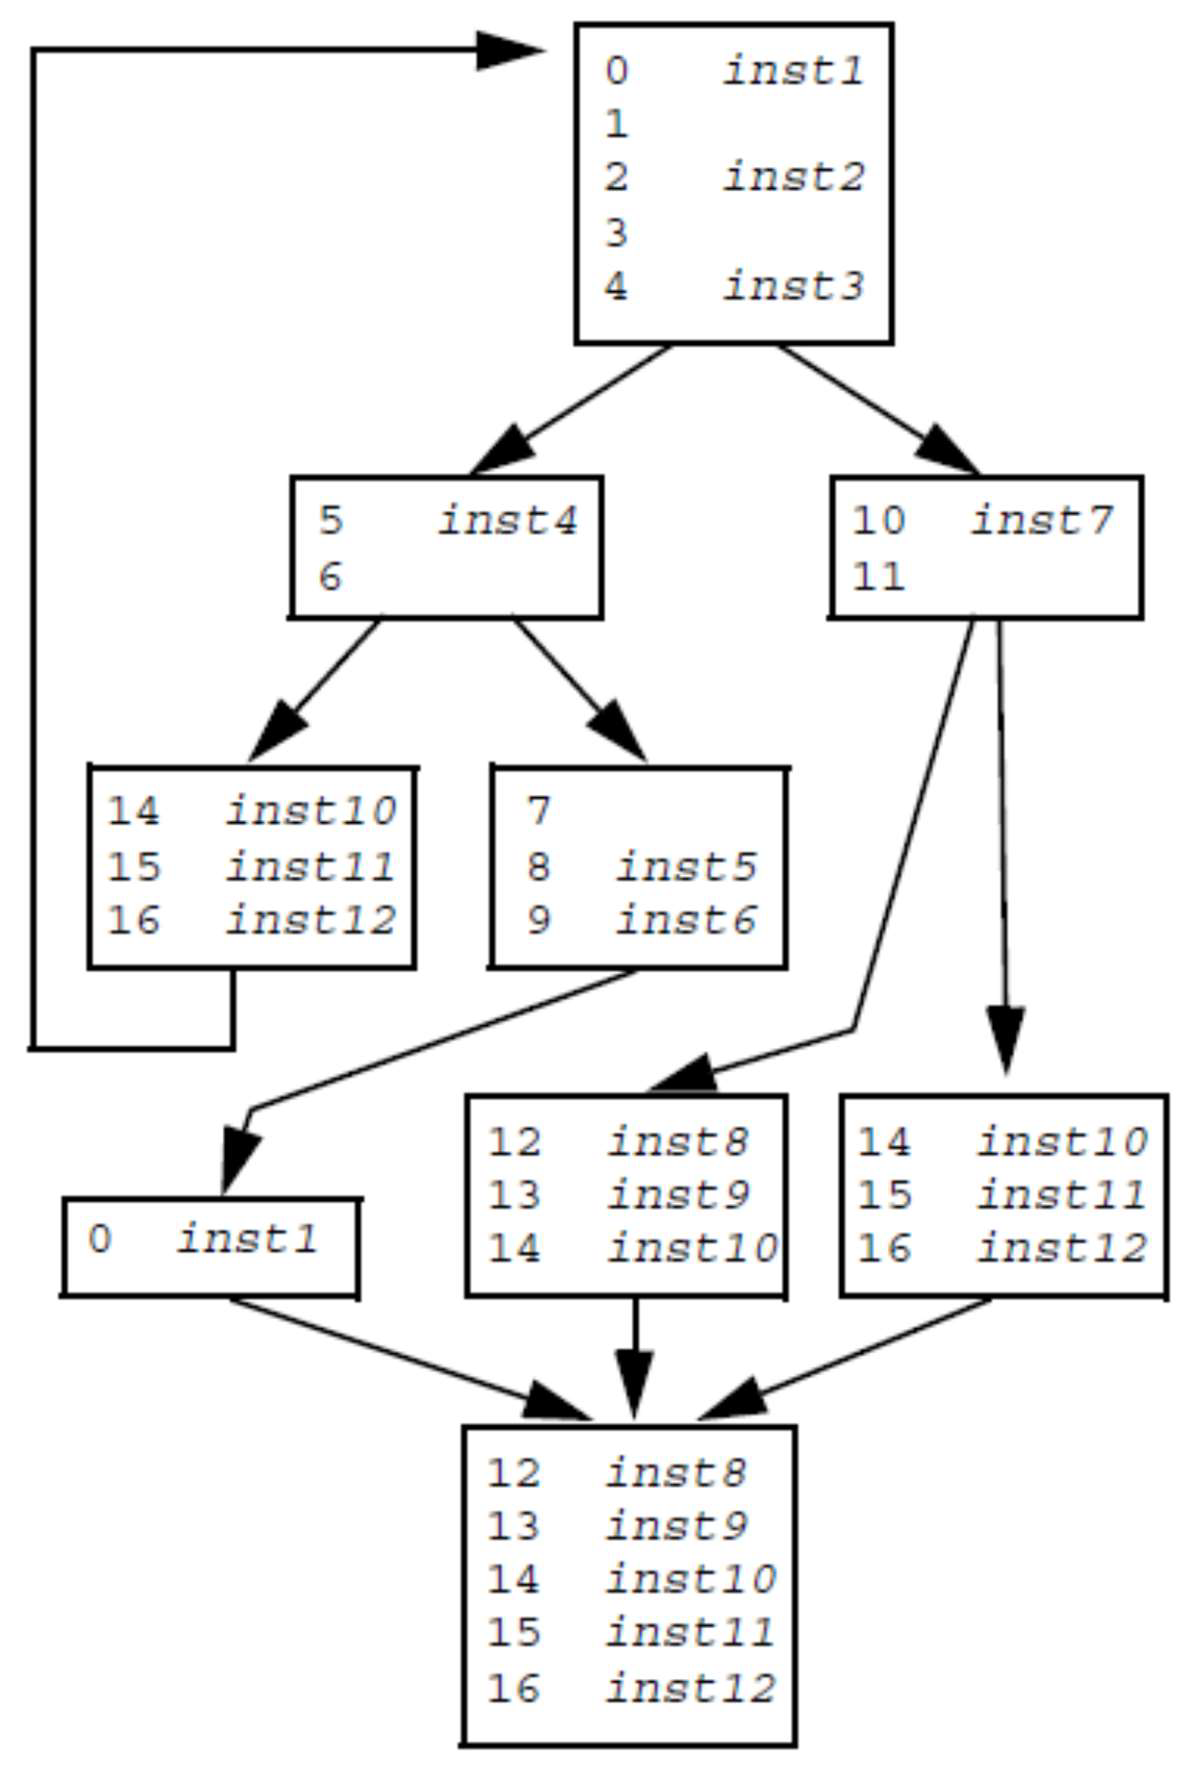 0 inst1
1
2 inst2
3
4 inst3
5 inst4
6
10 inst7
11
14 inst10
15 inst11
16 inst12
7
8 inst5
9 inst6
0 inst1
12 inst8
13 inst9
14 inst10
14 inst10
15 inst11
16 inst12
12 inst8
13 inst9
14 inst10
15 inst11
16 inst12